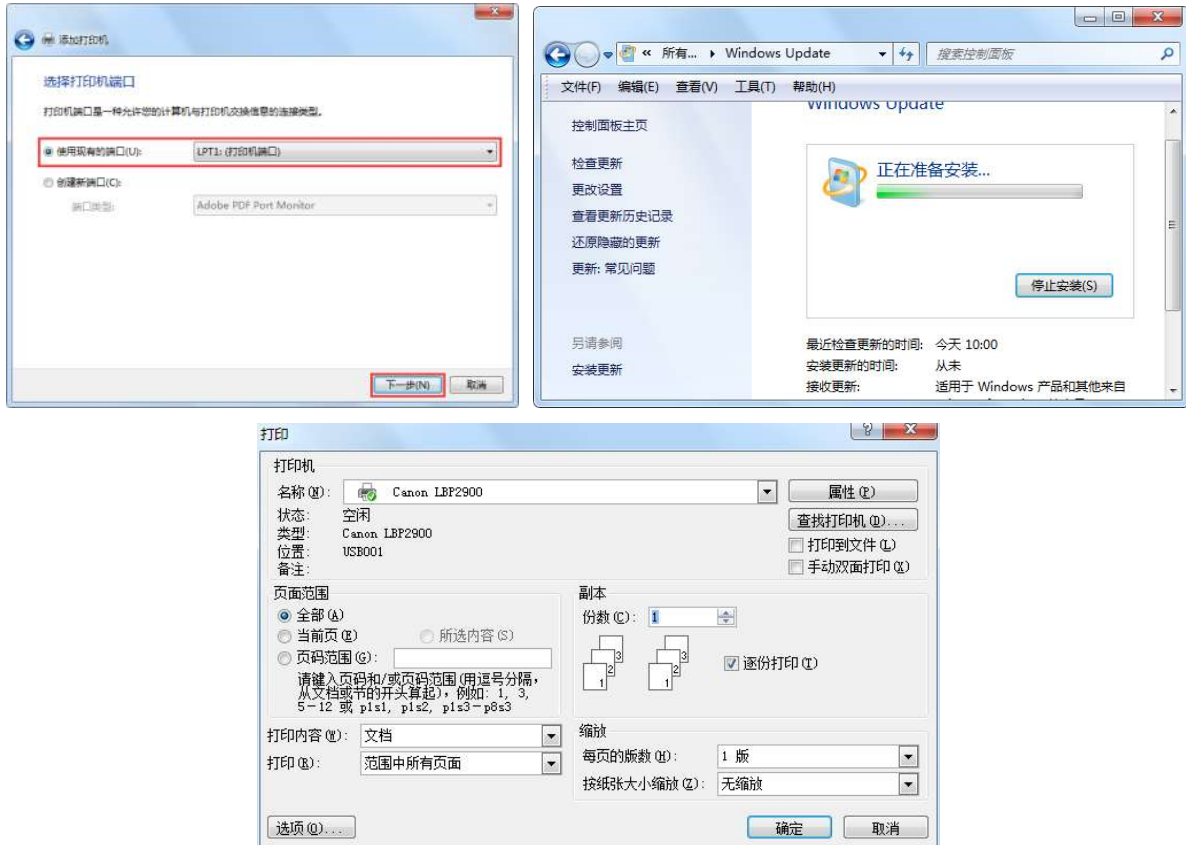 添加打印机
选择打印机端口
打印机端口是一种允许您的计算机与打印机交换信息的连接类型。
使用现有的端口(U): LPT1: (打印机端口)
创建新端口(C):
端口类型: Adobe PDF Port Monitor
下一步(N) 取消
« 所有... Windows Update 搜索控制面板
文件(F) 编辑(E) 查看(V) 工具(T) 帮助(H)
控制面板主页
检查更新
更改设置
查看更新历史记录
还原隐藏的更新
更新: 常见问题
另请参阅
安装更新
Windows Update
正在准备安装...
停止安装(S)
最近检查更新的时间: 今天 10:00
安装更新的时间: 从未
接收更新: 适用于 Windows 产品和其他来自
打印
打印机
名称(N): Canon LBP2900 属性(P)
状态: 空闲 查找打印机(D)...
类型: Canon LBP2900
位置: USB001 打印到文件(L)
备注: 手动双面打印(X)
页面范围
全部(A)
当前页(E) 所选内容(S)
页码范围(G):
请键入页码和/或页码范围(用逗号分隔，
从文档或节的开头算起)，例如: 1, 3,
5-12 或 p1s1, p1s2, p1s3-p8s3
副本
份数(C): 1
1 2 3 1 2 3 逐份打印(T)
打印内容(W): 文档
打印(R): 范围中所有页面
缩放
每页的版数(H): 1 版
按纸张大小缩放(Z): 无缩放
选项(O)... 确定 取消